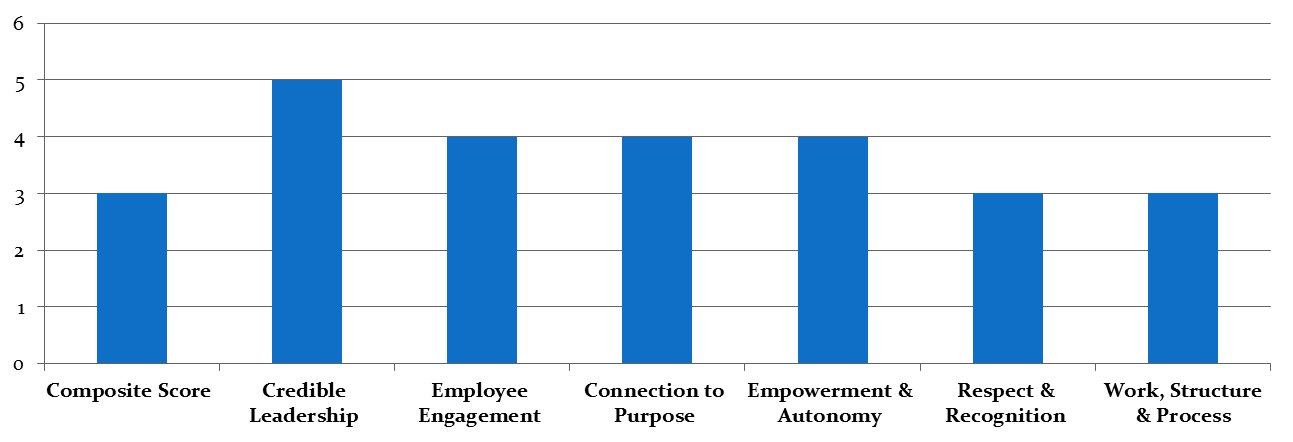 6
5
4
3
2
1
0
Composite Score
Credible
Leadership
Employee
Engagement
Connection to
Purpose
Empowerment &
Autonomy
Respect &
Recognition
Work, Structure
& Process